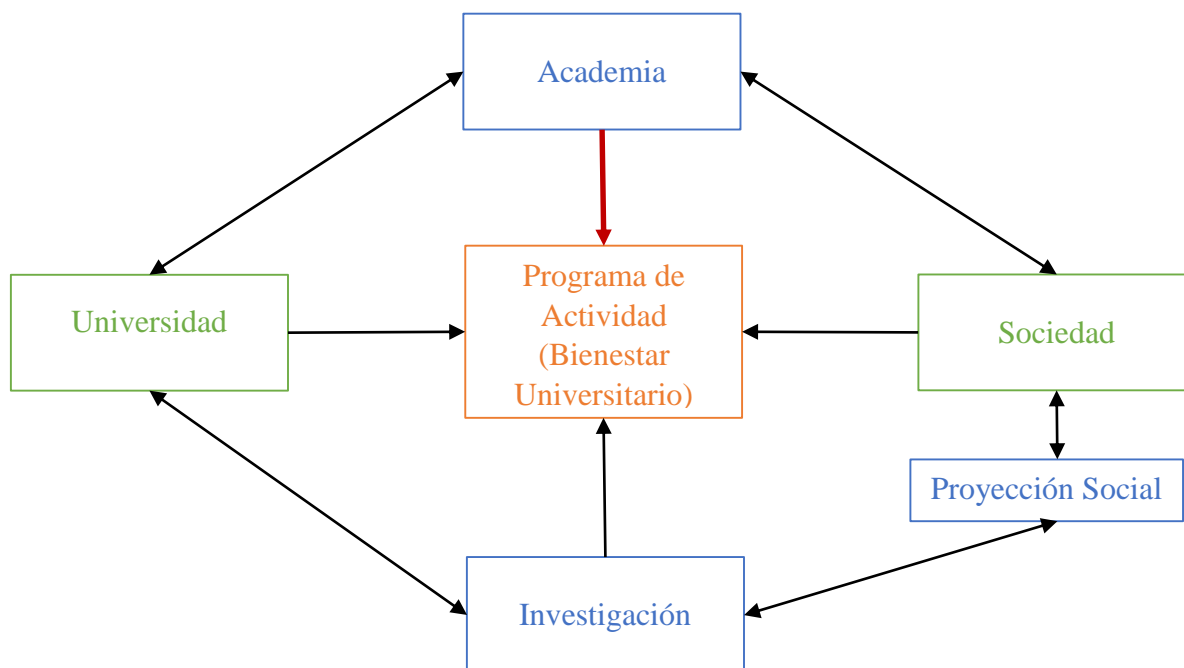 Academia
Universidad
Programa de
Actividad
(Bienestar
Universitario)
Sociedad
Proyección Social
Investigación